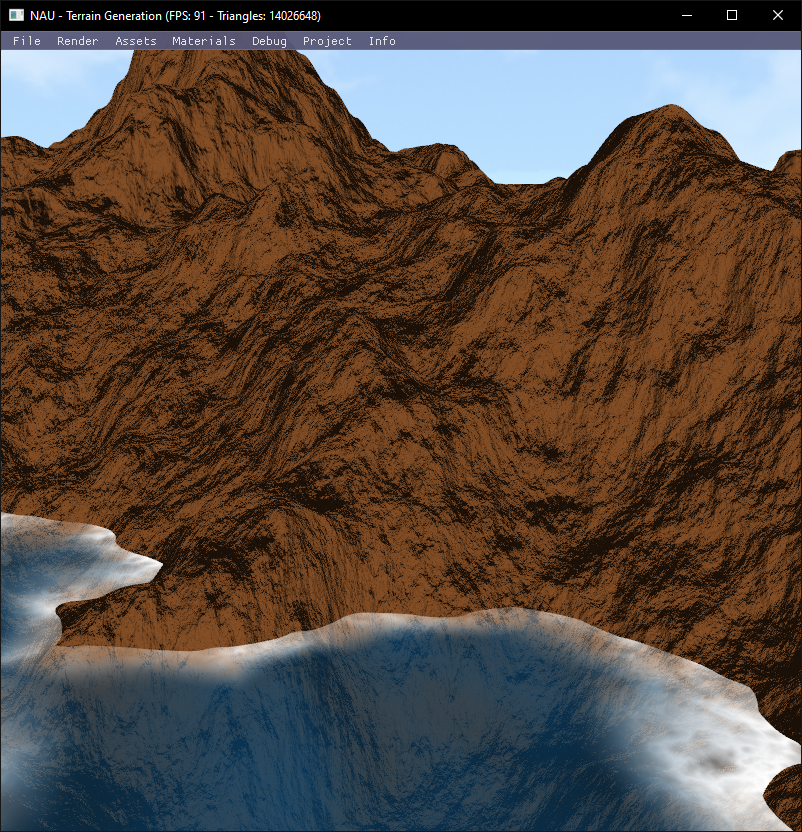 NAU - Terrain Generation (FPS: 91 - Triangles: 14026648)
File Render Assets Materials Debug Project Info